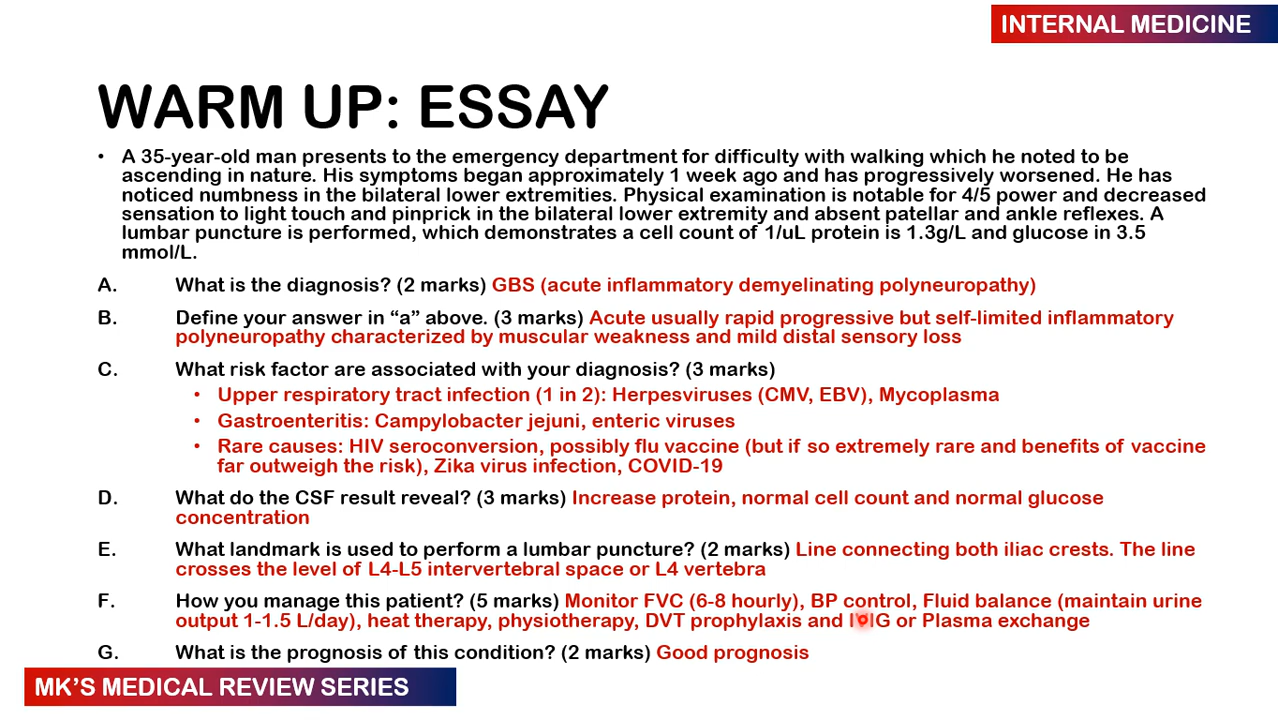 INTERNAL MEDICINE
WARM UP: ESSAY
• A 35-year-old man presents to the emergency department for difficulty with walking which he noted to be
ascending in nature. His symptoms began approximately 1 week ago and has progressively worsened. He has
noticed numbness in the bilateral lower extremities. Physical examination is notable for 4/5 power and decreased
sensation to light touch and pinprick in the bilateral lower extremity and absent patellar and ankle reflexes. A
lumbar puncture is performed, which demonstrates a cell count of 1/uL protein is 1.3g/L and glucose in 3.5
mmol/L.
A. What is the diagnosis? (2 marks) GBS (acute inflammatory demyelinating polyneuropathy)
B. Define your answer in “a” above. (3 marks) Acute usually rapid progressive but self-limited inflammatory
polyneuropathy characterized by muscular weakness and mild distal sensory loss
C. What risk factor are associated with your diagnosis? (3 marks)
• Upper respiratory tract infection (1 in 2): Herpesviruses (CMV, EBV), Mycoplasma
• Gastroenteritis: Campylobacter jejuni, enteric viruses
• Rare causes: HIV seroconversion, possibly flu vaccine (but if so extremely rare and benefits of vaccine
far outweigh the risk), Zika virus infection, COVID-19
D. What do the CSF result reveal? (3 marks) Increase protein, normal cell count and normal glucose
concentration
E. What landmark is used to perform a lumbar puncture? (2 marks) Line connecting both iliac crests. The line
crosses the level of L4-L5 intervertebral space or L4 vertebra
F. How you manage this patient? (5 marks) Monitor FVC (6-8 hourly), BP control, Fluid balance (maintain urine
output 1-1.5 L/day), heat therapy, physiotherapy, DVT prophylaxis and IVIG or Plasma exchange
G. What is the prognosis of this condition? (2 marks) Good prognosis
MK’S MEDICAL REVIEW SERIES